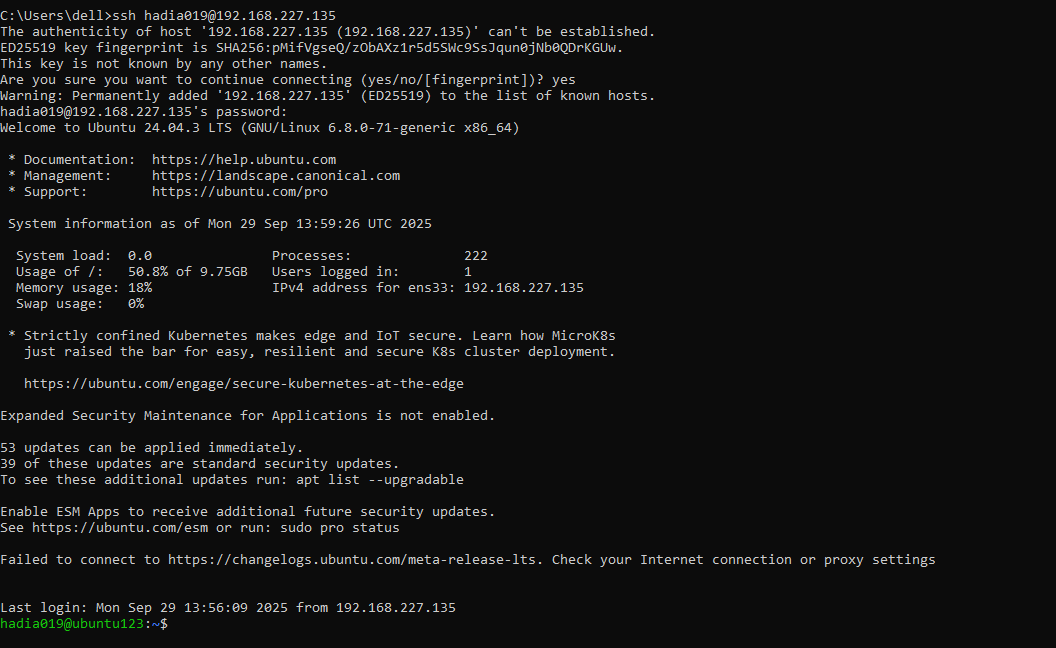 C:\Users\dell>ssh hadia019@192.168.227.135
The authenticity of host '192.168.227.135 (192.168.227.135)' can't be established.
ED25519 key fingerprint is SHA256:pMifVgseQ/zObAXz1r5d5SWc9SsJqun0jNb0QDrKGUw.
This key is not known by any other names.
Are you sure you want to continue connecting (yes/no/[fingerprint])? yes
Warning: Permanently added '192.168.227.135' (ED25519) to the list of known hosts.
hadia019@192.168.227.135's password:
Welcome to Ubuntu 24.04.3 LTS (GNU/Linux 6.8.0-71-generic x86_64)

 * Documentation:  https://help.ubuntu.com
 * Management:     https://landscape.canonical.com
 * Support:        https://ubuntu.com/pro

 System information as of Mon 29 Sep 13:59:26 UTC 2025

  System load:  0.0               Processes:              222
  Usage of /:   50.8% of 9.75GB   Users logged in:        1
  Memory usage: 18%               IPv4 address for ens33: 192.168.227.135
  Swap usage:   0%

 * Strictly confined Kubernetes makes edge and IoT secure. Learn how MicroK8s
   just raised the bar for easy, resilient and secure K8s cluster deployment.

   https://ubuntu.com/engage/secure-kubernetes-at-the-edge

Expanded Security Maintenance for Applications is not enabled.

53 updates can be applied immediately.
39 of these updates are standard security updates.
To see these additional updates run: apt list --upgradable

Enable ESM Apps to receive additional future security updates.
See https://ubuntu.com/esm or run: sudo pro status

Failed to connect to https://changelogs.ubuntu.com/meta-release-lts. Check your Internet connection or proxy settings


Last login: Mon Sep 29 13:56:09 2025 from 192.168.227.135
hadia019@ubuntu123:~$